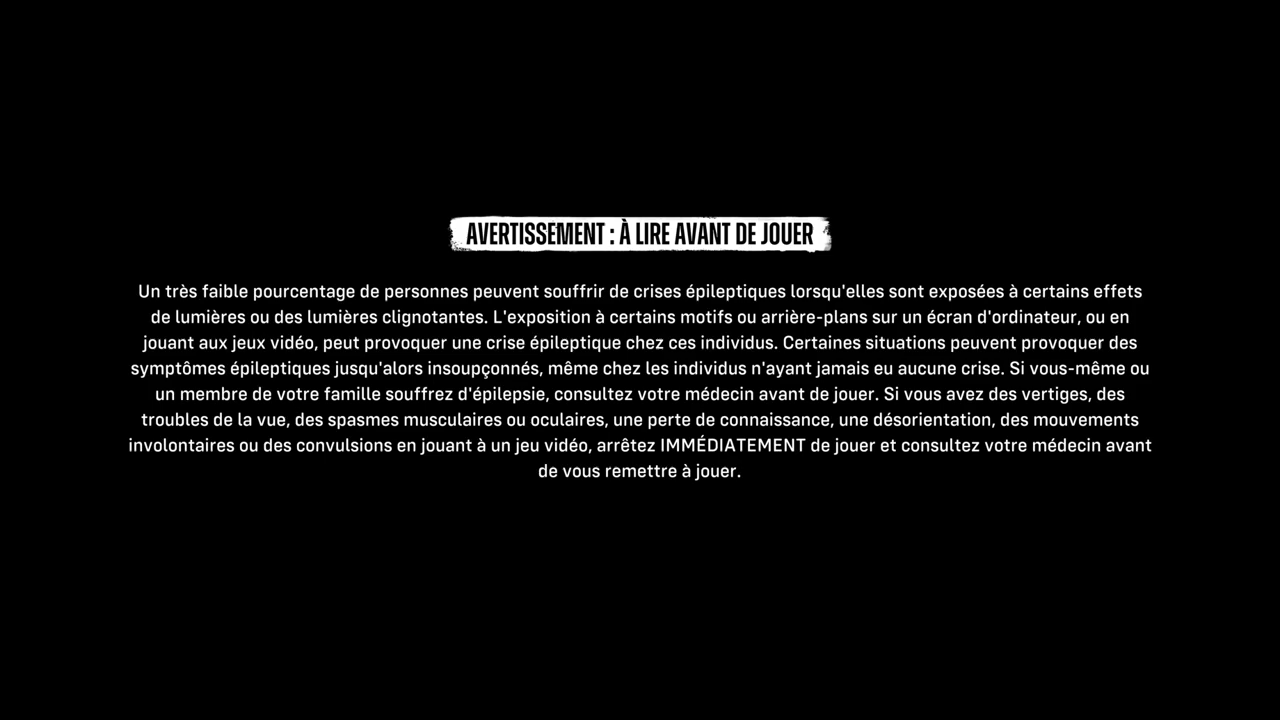 AVERTISSEMENT : À LIRE AVANT DE JOUER
Un très faible pourcentage de personnes peuvent souffrir de crises épileptiques lorsqu'elles sont exposées à certains effets
de lumières ou des lumières clignotantes. L'exposition à certains motifs ou arrière-plans sur un écran d'ordinateur, ou en
jouant aux jeux vidéo, peut provoquer une crise épileptique chez ces individus. Certaines situations peuvent provoquer des
symptômes épileptiques jusqu'alors insoupçonnés, même chez les individus n'ayant jamais eu aucune crise. Si vous-même ou
un membre de votre famille souffrez d'épilepsie, consultez votre médecin avant de jouer. Si vous avez des vertiges, des
troubles de la vue, des spasmes musculaires ou oculaires, une perte de connaissance, une désorientation, des mouvements
involontaires ou des convulsions en jouant à un jeu vidéo, arrêtez IMMÉDIATEMENT de jouer et consultez votre médecin avant
de vous remettre à jouer.